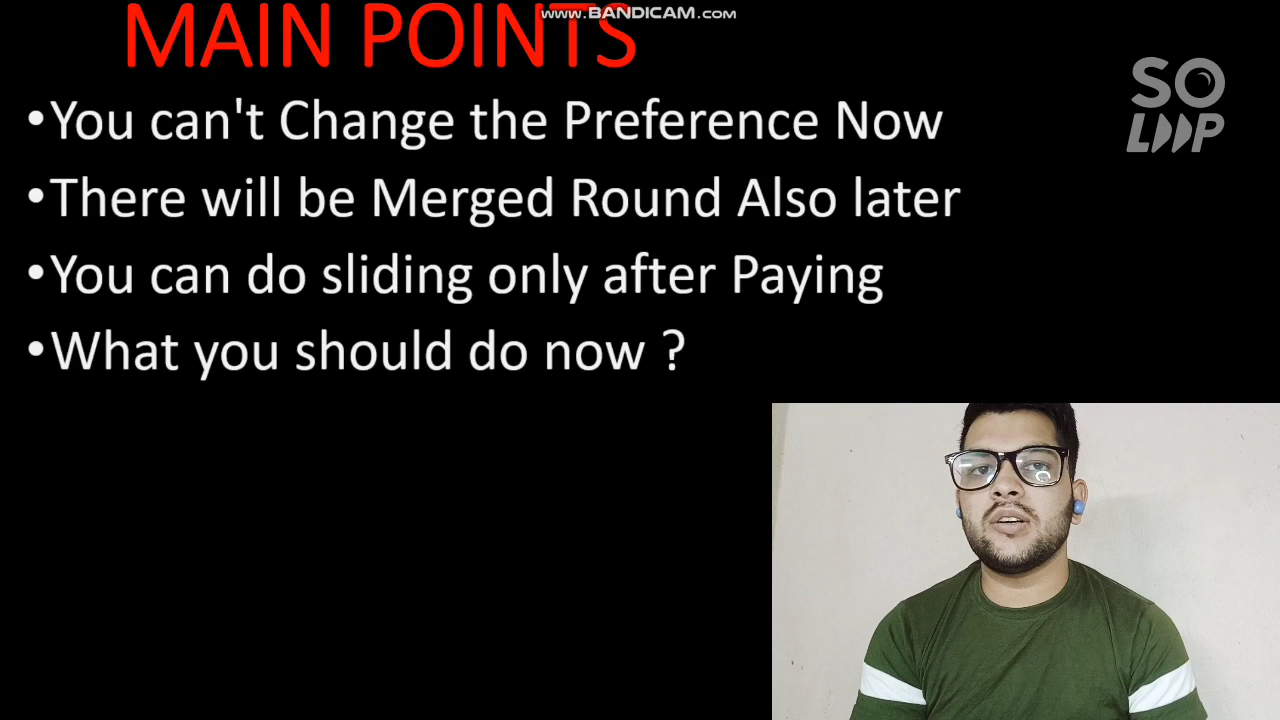 www.BANDICAM.com
MAIN POINTS
SO
LOOP
•You can't Change the Preference Now
•There will be Merged Round Also later
•You can do sliding only after Paying
•What you should do now ?